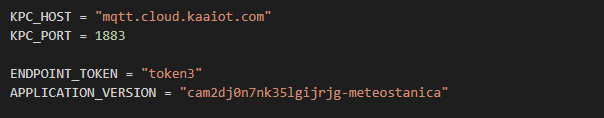 KPC_HOST = "mqtt.cloud.kaaiot.com"
KPC_PORT = 1883
ENDPOINT_TOKEN = "token3"
APPLICATION_VERSION = "cam2dj0n7nk35lgijrjg-meteostanica"